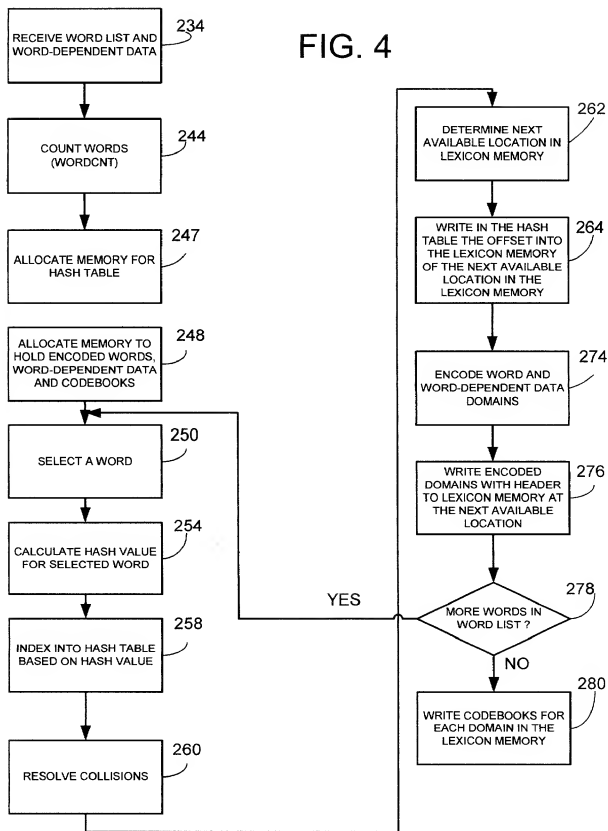 FIG. 4
RECEIVE WORD LIST AND
WORD-DEPENDENT DATA
234
COUNT WORDS
(WORDCNT)
244
ALLOCATE MEMORY FOR
HASH TABLE
247
ALLOCATE MEMORY TO
HOLD ENCODED WORDS,
WORD-DEPENDENT DATA
AND CODEBOOKS
248
SELECT A WORD
250
CALCULATE HASH VALUE
FOR SELECTED WORD
254
INDEX INTO HASH TABLE
BASED ON HASH VALUE
258
RESOLVE COLLISIONS
260
DETERMINE NEXT
AVAILABLE LOCATION IN
LEXICON MEMORY
262
WRITE IN THE HASH
TABLE THE OFFSET INTO
THE LEXICON MEMORY
OF THE NEXT AVAILABLE
LOCATION IN THE
LEXICON MEMORY
264
ENCODE WORD AND
WORD-DEPENDENT DATA
DOMAINS
274
WRITE ENCODED
DOMAINS WITH HEADER
TO LEXICON MEMORY AT
THE NEXT AVAILABLE
LOCATION
276
MORE WORDS IN
WORD LIST ?
278
YES
NO
WRITE CODEBOOKS FOR
EACH DOMAIN IN THE
LEXICON MEMORY
280